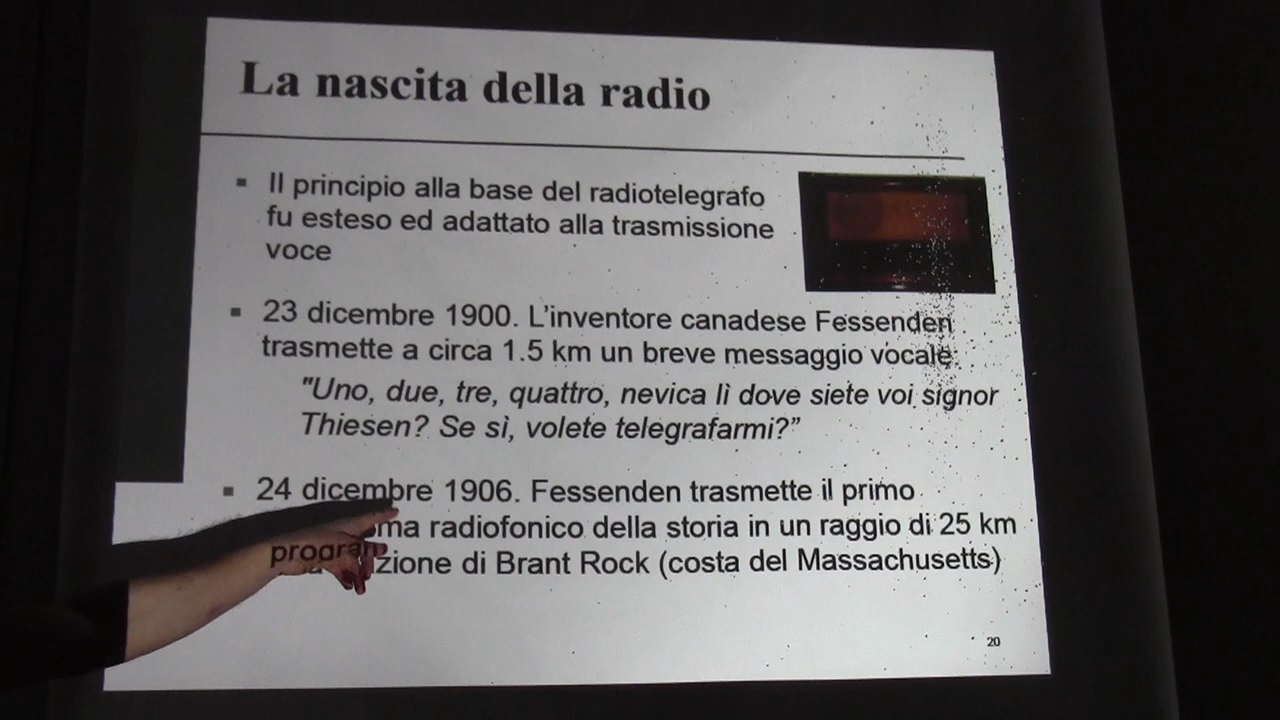 La nascita della radio
Il principio alla base del radiotelegrafo
fu esteso ed adattato alla trasmissione
voce
23 dicembre 1900. L'inventore canadese Fessenden
trasmette a circa 1.5 km un breve messaggio vocale:
"Uno, due, tre, quattro, nevica lì dove siete voi signor
Thiesen? Se sì, volete telegrafarmi?”
24 dicembre 1906. Fessenden trasmette il primo
programma radiofonico della storia in un raggio di 25 km
zione di Brant Rock (costa del Massachusetts)
20